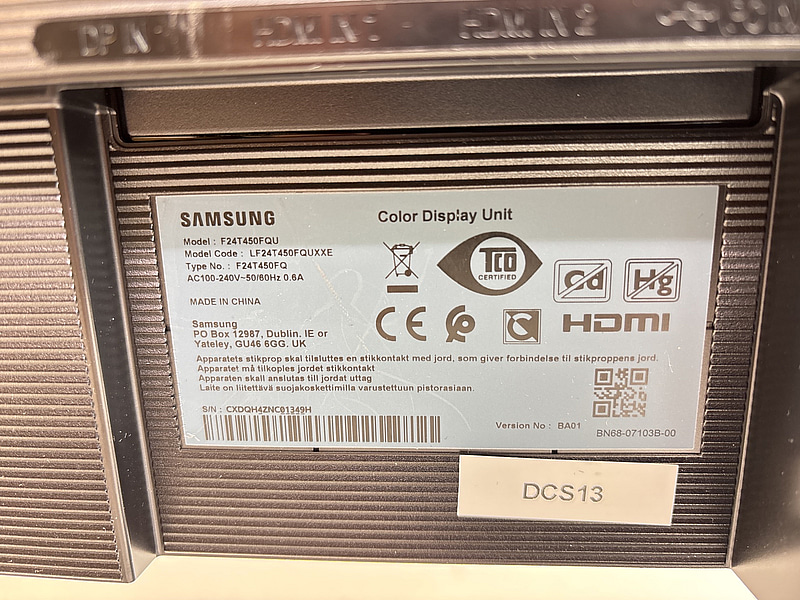 DP IN
HDMI IN 1
HDMI IN 2
SAMSUNG
Color Display Unit
Model : F24T450FQU
Model Code : LF24T450FQUXXE
Type No. : F24T450FQ
AC100-240V~50/60Hz 0.6A
TCO
CERTIFIED
Cd
Hg
MADE IN CHINA
CE
HDMI
Samsung
PO Box 12987, Dublin. IE or
Yateley, GU46 6GG. UK
Apparatets stikprop skal tilsluttes en stikkontakt med jord, som giver forbindelse til stikproppens jord.
Apparatet må tilkoples jordet stikkontakt
Apparaten skall anslutas till jordat uttag
Laite on liitettävä suojakoskettimilla varustettuun pistorasiaan.
S/N : CXDQH4ZNC01349H
Version No : BA01
BN68-07103B-00
DCS13